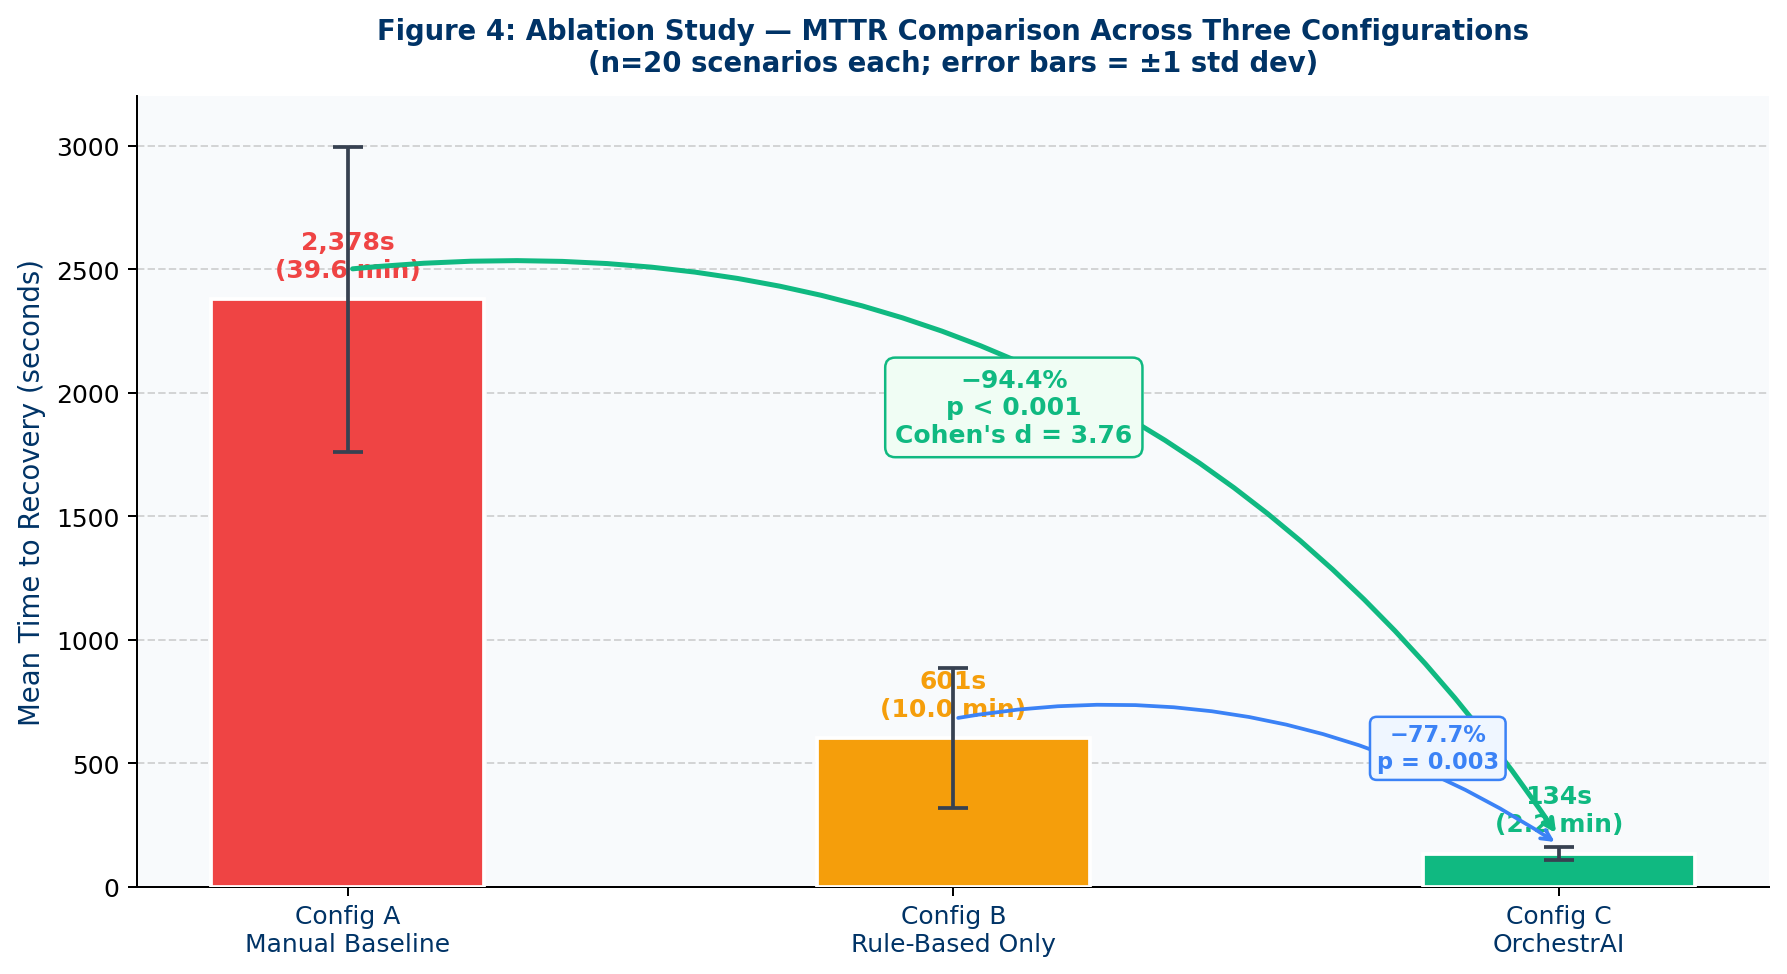 Figure 4: Ablation Study — MTTR Comparison Across Three Configurations
(n=20 scenarios each; error bars = ±1 std dev)
Mean Time to Recovery (seconds)
3000
2500
2000
1500
1000
500
0
2,378s
(39.6 min)
−94.4%
p < 0.001
Cohen's d = 3.76
601s
(10.0 min)
−77.7%
p = 0.003
134s
(2.2 min)
Config A
Manual Baseline
Config B
Rule-Based Only
Config C
OrchestrAI